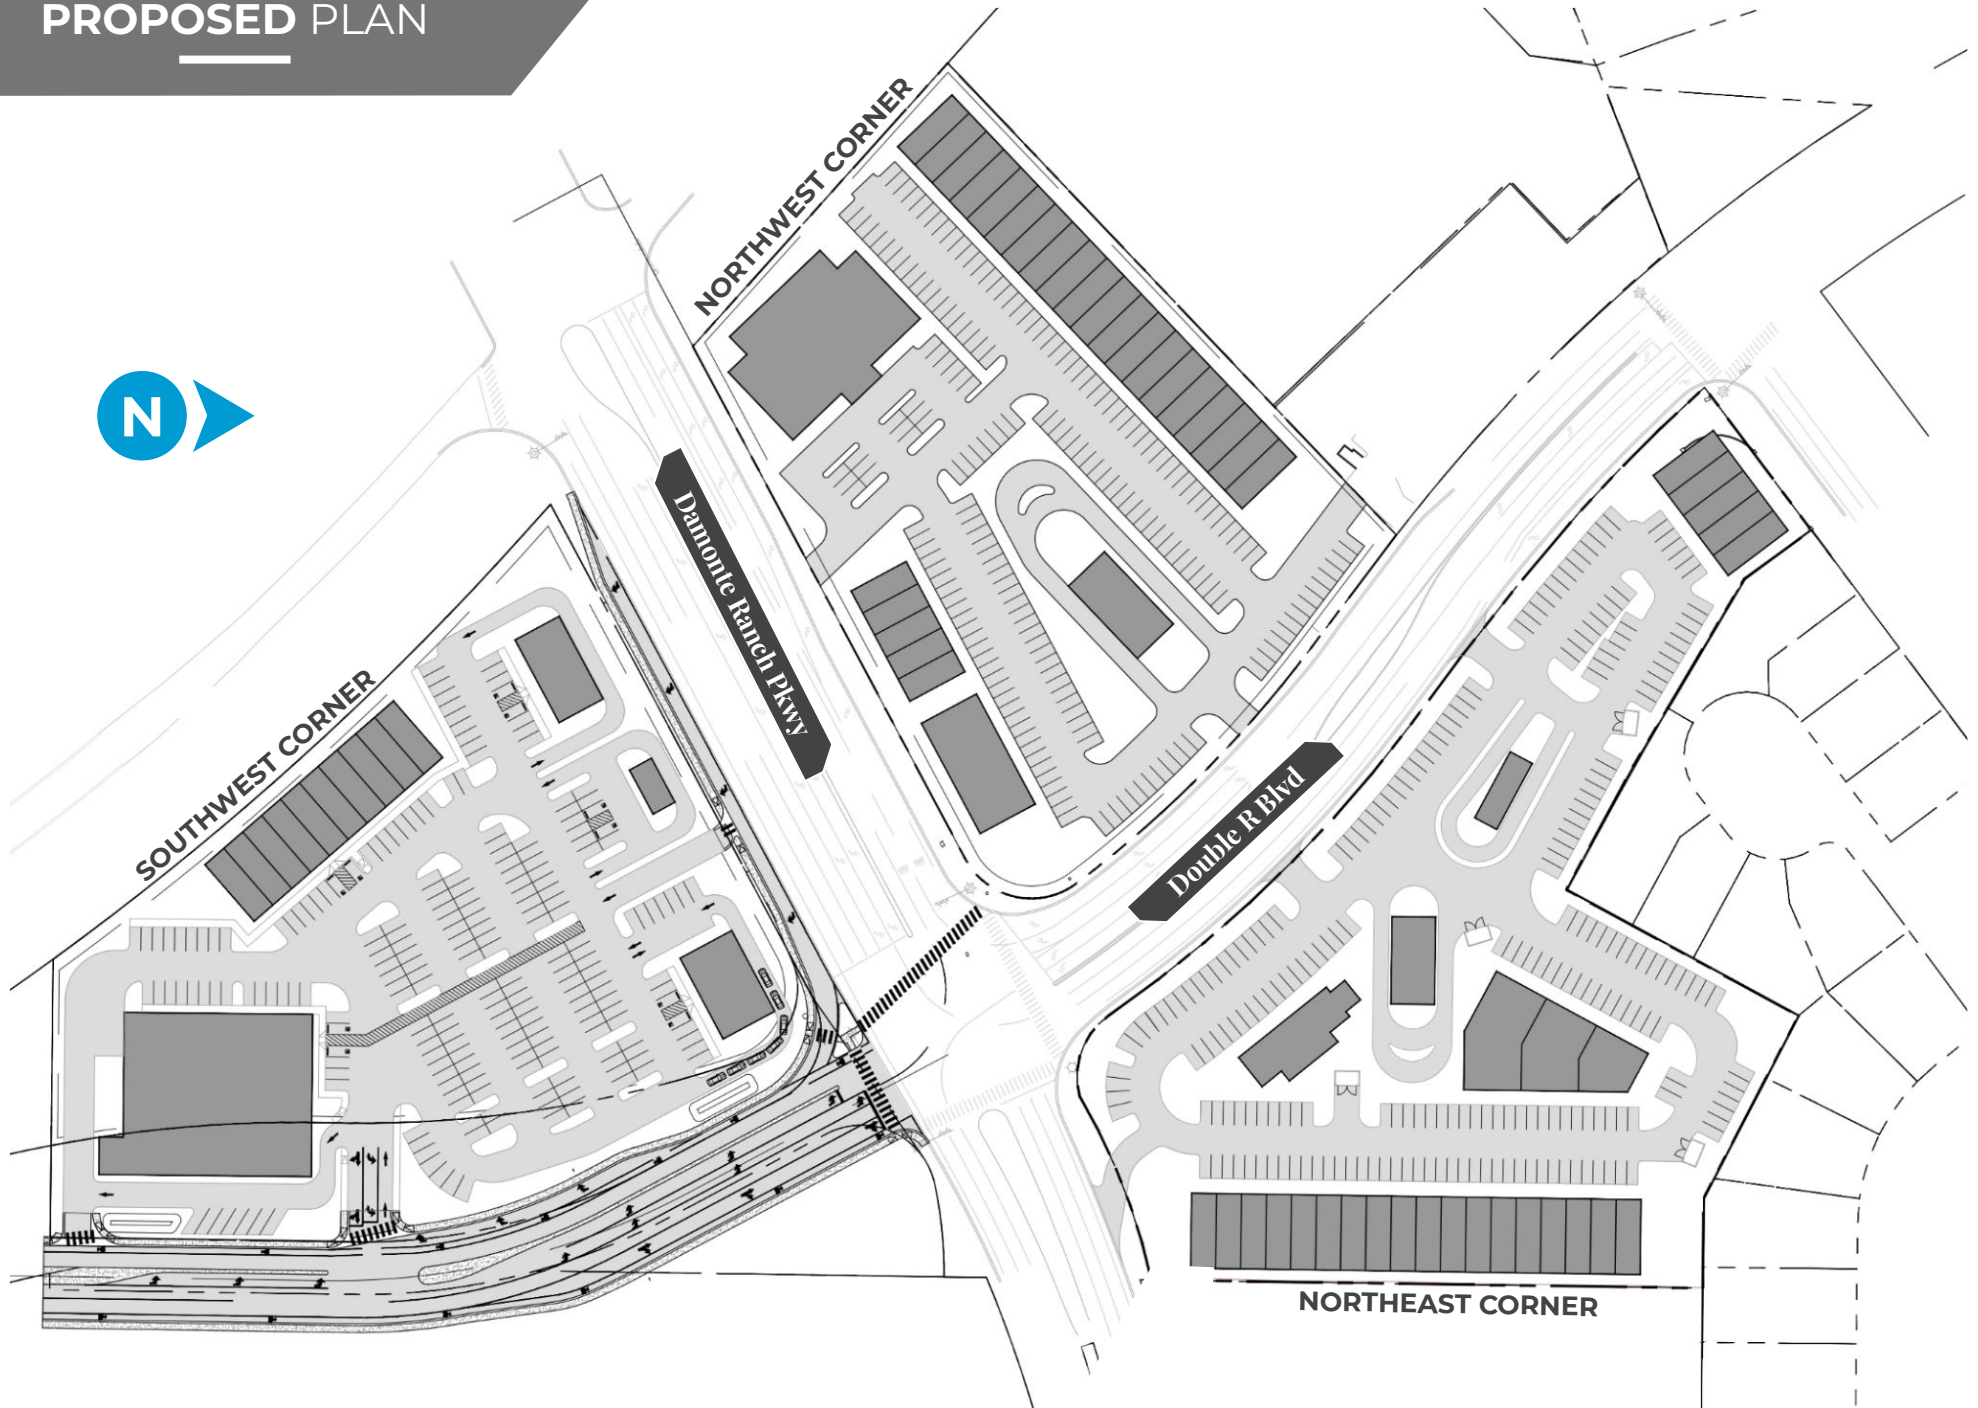 PROPOSED PLAN
NORTHWEST CORNER
N
Damonte Ranch Pkwy
SOUTHWEST CORNER
Double R Blvd
NORTHEAST CORNER